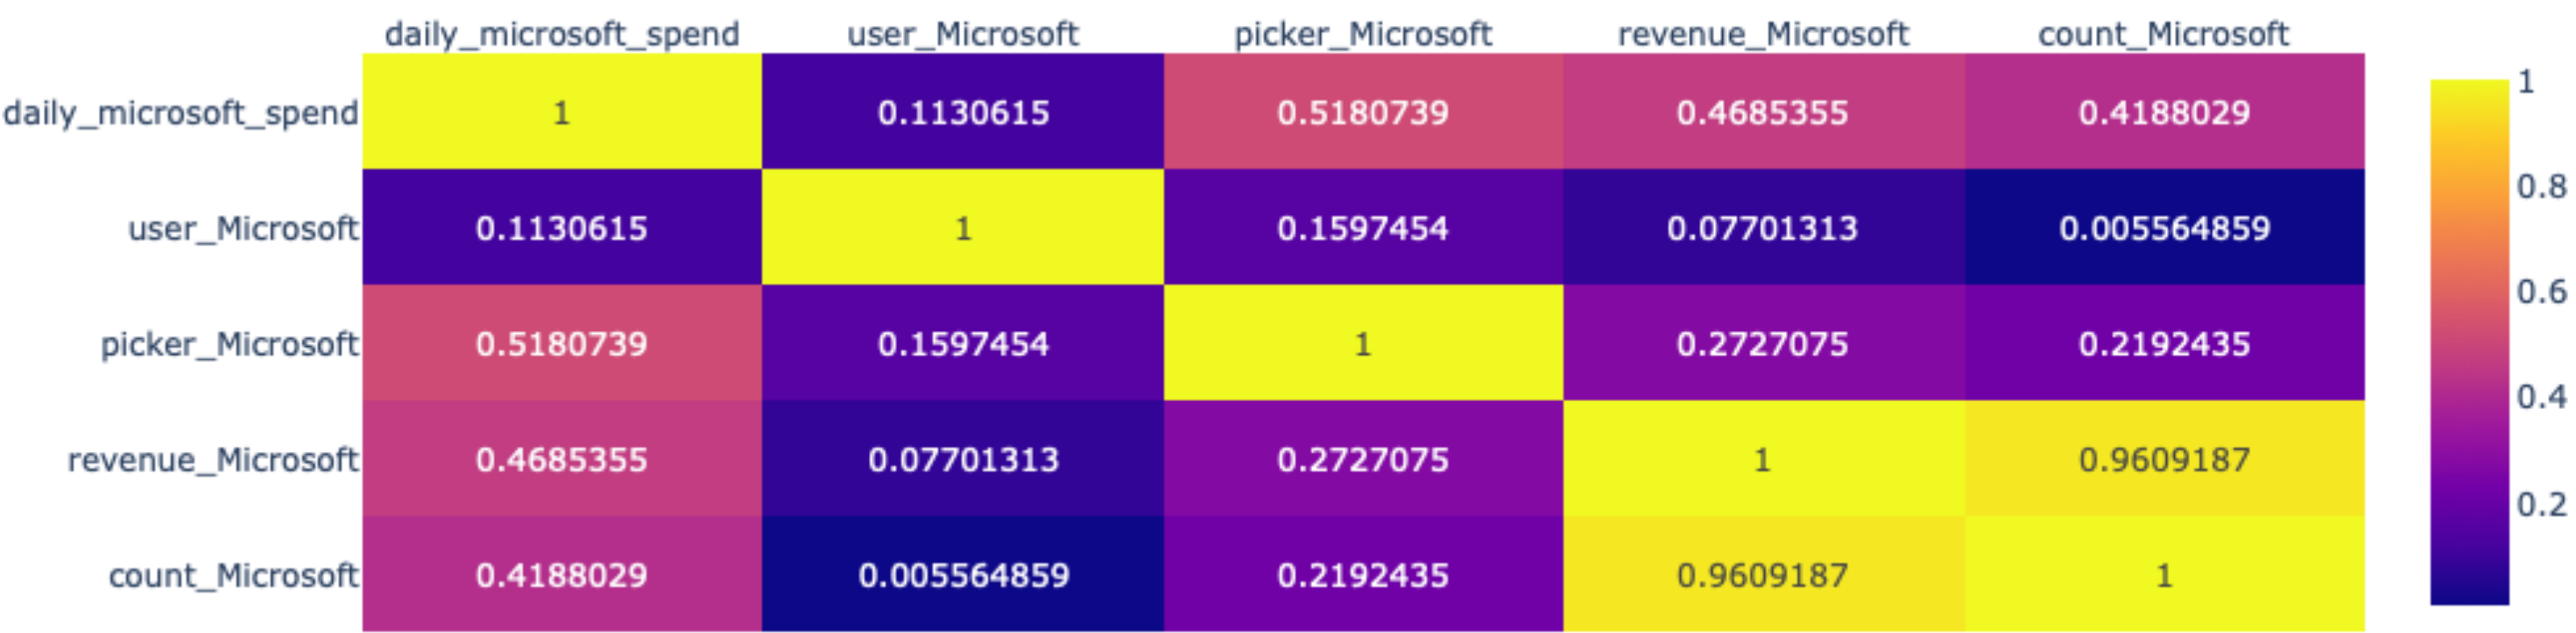 daily_microsoft_spend user_Microsoft picker_Microsoft revenue_Microsoft count_Microsoft
daily_microsoft_spend 1 0.1130615 0.5180739 0.4685355 0.4188029
user_Microsoft 0.1130615 1 0.1597454 0.07701313 0.005564859
picker_Microsoft 0.5180739 0.1597454 1 0.2727075 0.2192435
revenue_Microsoft 0.4685355 0.07701313 0.2727075 1 0.9609187
count_Microsoft 0.4188029 0.005564859 0.2192435 0.9609187 1
1
0.8
0.6
0.4
0.2